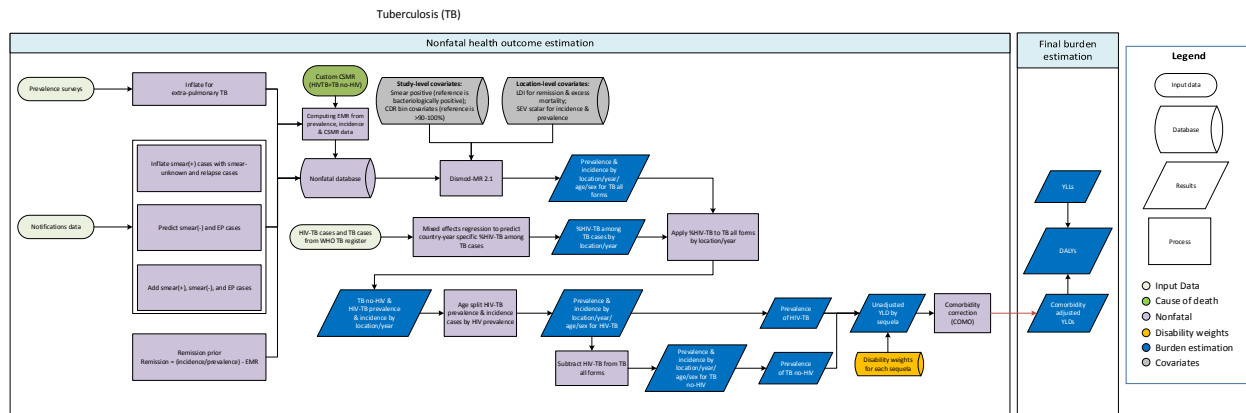 Tuberculosis (TB)
Nonfatal health outcome estimation
Prevalence surveys
Inflate for
extra-pulmonary TB
Custom CSMR
(HIVTB+TB no-HIV)
Computing EMR from
prevalence, incidence
& CSMR data
Study-level covariates:
Smear positive (reference is
bacteriologically positive);
CDR bin covariates (reference is
>90-100%)
Location-level covariates:
LDI for remission & excess
mortality;
SEV scalar for incidence &
prevalence
Inflate smear(+) cases with smear-
unknown and relapse cases
Nonfatal database
Dismod-MR 2.1
Prevalence &
incidence by
location/year/
age/sex for TB all
forms
Notifications data
Predict smear(-) and EP cases
HIV-TB cases and TB cases
from WHO TB register
Mixed effects regression to predict
country-year specific %HIV-TB among
TB cases
%HIV-TB among
TB cases by
location/year
Apply %HIV-TB to TB all forms
by location/year
Add smear(+), smear(-), and EP cases
TB no-HIV &
HIV-TB prevalence
& incidence by
location/year
Age split HIV-TB
prevalence & incidence
cases by HIV prevalence
Prevalence &
incidence by
location/year/
age/sex for HIV-TB
Prevalence
of HIV-TB
Unadjusted
YLD by
sequela
Comorbidity
correction
(COMO)
Remission prior
Remission = (incidence/prevalence) - EMR
Subtract HIV-TB from TB
all forms
Prevalence &
incidence by
location/year/
age/sex for TB
no-HIV
Prevalence
of TB no-HIV
Disability weights
for each sequela
Final burden
estimation
YLLs
DALYs
Comorbidity
adjusted
YLDs
Legend
Input data
Database
Results
Process
Input Data
Cause of death
Nonfatal
Disability weights
Burden estimation
Covariates